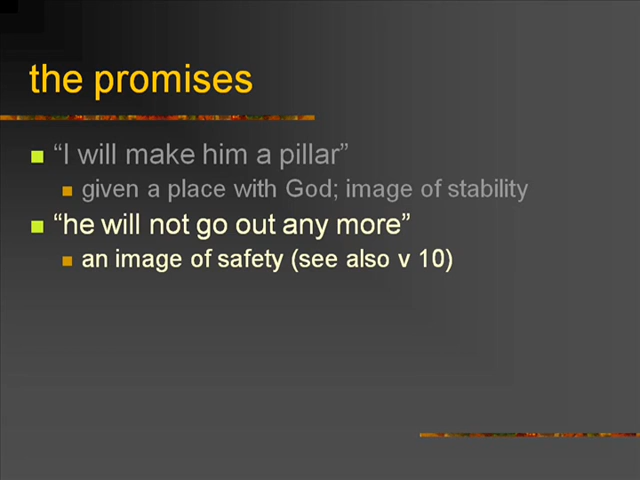 the promises
“I will make him a pillar”
given a place with God; image of stability
“he will not go out any more”
an image of safety (see also v 10)